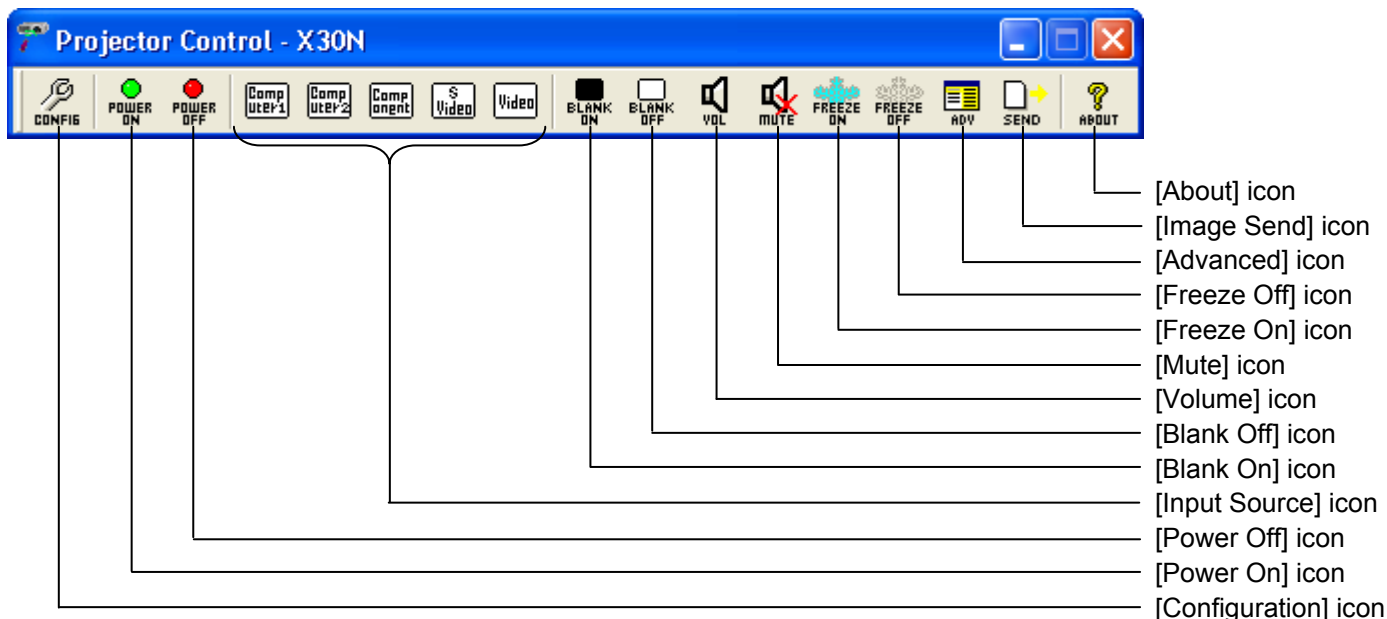 Projector Control - X30N
CONFIG
POWER
ON
POWER
OFF
Comp
uter1
Comp
uter2
Comp
onent
S
Video
Video
BLANK
ON
BLANK
OFF
VOL
MUTE
FREEZE
ON
FREEZE
OFF
ADV
SEND
?
ABOUT
[About] icon
[Image Send] icon
[Advanced] icon
[Freeze Off] icon
[Freeze On] icon
[Mute] icon
[Volume] icon
[Blank Off] icon
[Blank On] icon
[Input Source] icon
[Power Off] icon
[Power On] icon
[Configuration] icon